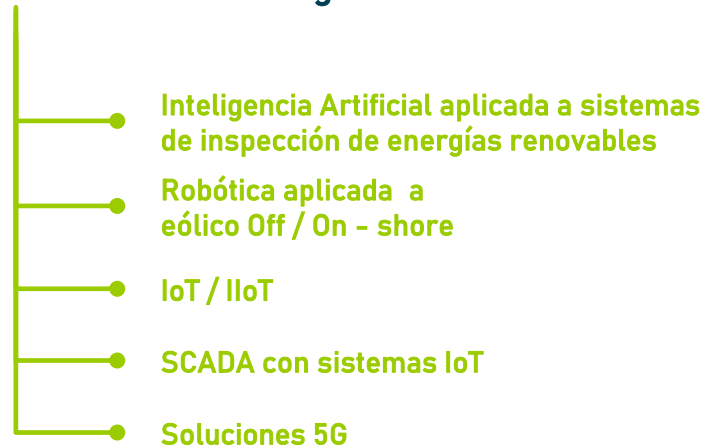 Inteligencia Artificial aplicada a sistemas
de inspección de energías renovables
Robótica aplicada a
eólico Off / On - shore
IoT / IIoT
SCADA con sistemas IoT
Soluciones 5G